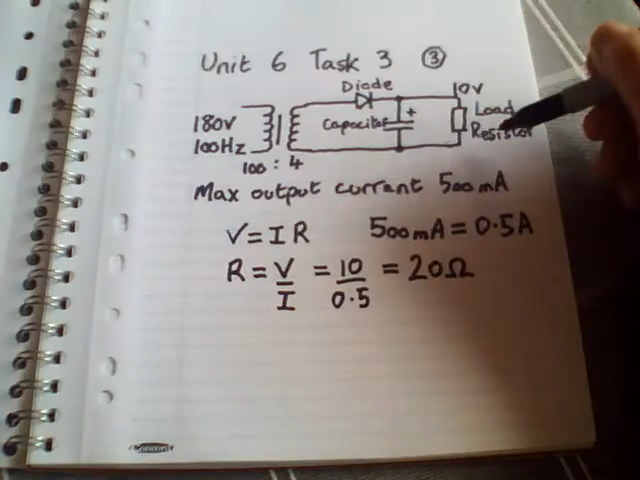 Unit 6 Task 3 ③
Diode
10V
180V
100Hz
Capacitor
+
Load
Resistor
100 : 4
Max output current 500mA
V = I R 500mA = 0.5A
R = V/I = 10/0.5 = 20Ω
Concord